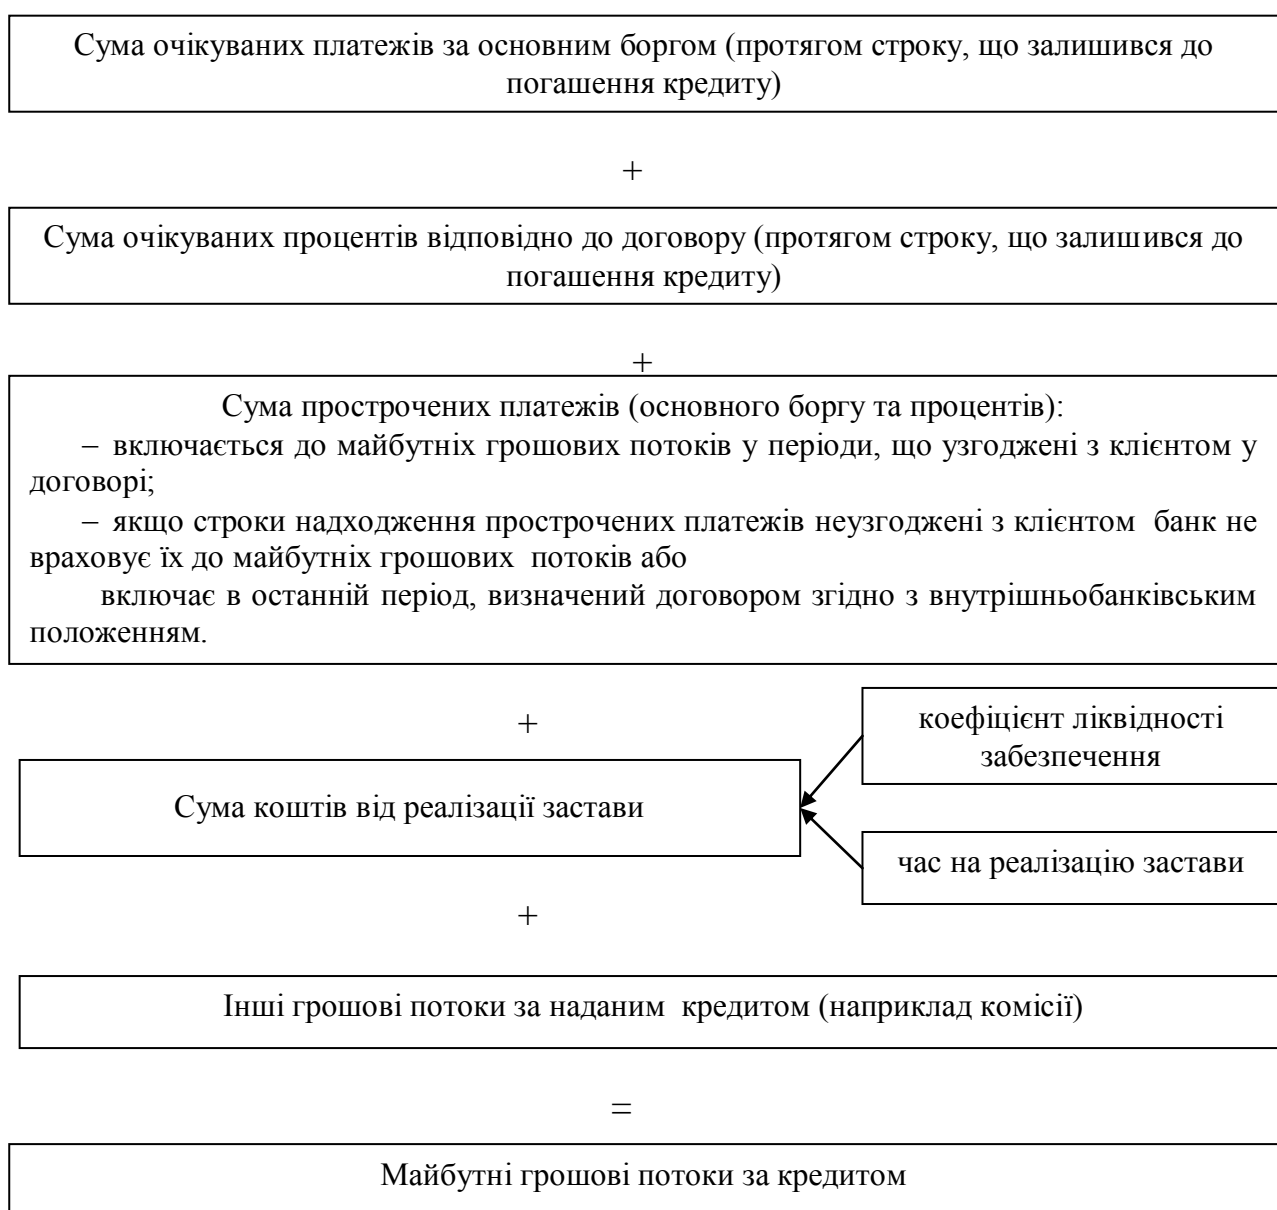 Сума очікуваних платежів за основним боргом (протягом строку, що залишився до
погашення кредиту)
+
Сума очікуваних процентів відповідно до договору (протягом строку, що залишився до
погашення кредиту)
+
Сума прострочених платежів (основного боргу та процентів):
– включається до майбутніх грошових потоків у періоди, що узгоджені з клієнтом у
договорі;
– якщо строки надходження прострочених платежів неузгоджені з клієнтом банк не
враховує їх до майбутніх грошових потоків або
включає в останній період, визначений договором згідно з внутрішньобанківським
положенням.
+
коефіцієнт ліквідності
забезпечення
Сума коштів від реалізації застави
час на реалізацію застави
+
Інші грошові потоки за наданим кредитом (наприклад комісії)
=
Майбутні грошові потоки за кредитом